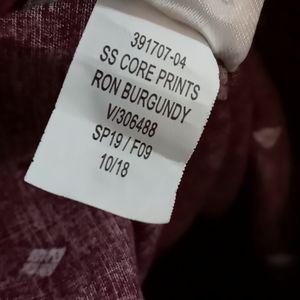 391707-04
SS CORE PRINTS
RON BURGUNDY
V/306488
SP19 / F09
10/18